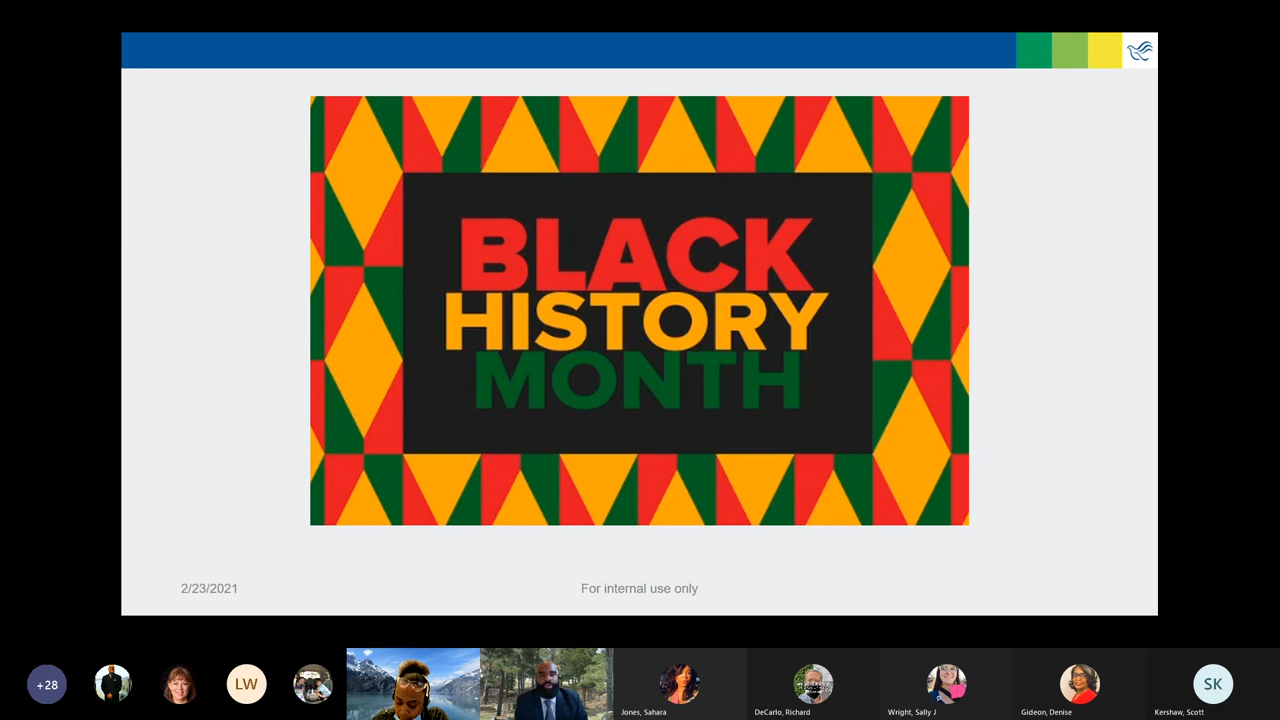 BLACK
HISTORY
MONTH
2/23/2021
For internal use only
+28
LW
Jones, Sahara
DeCarlo, Richard
Wright, Sally J
Gideon, Denise
SK
Kershaw, Scott